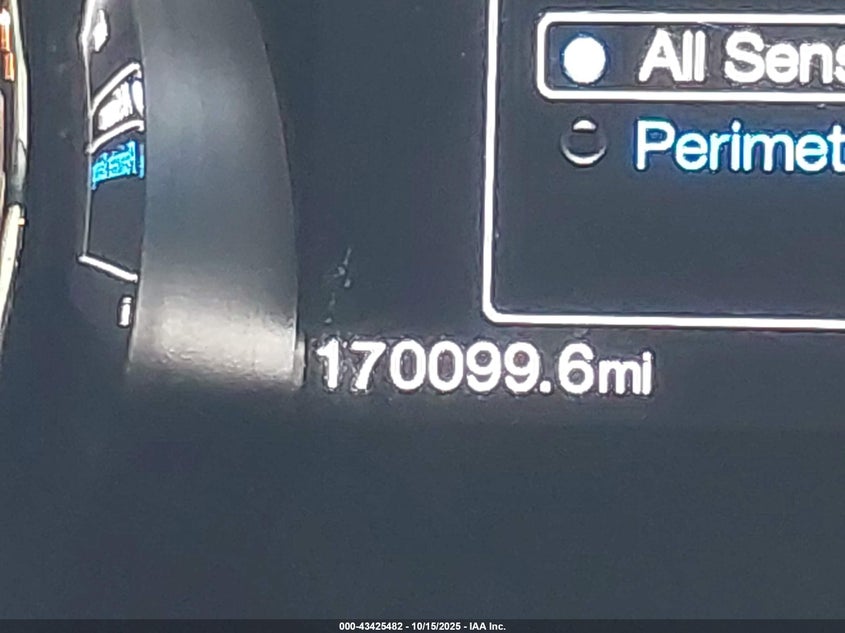 All Sens
Perimet
170099.6mi
000-43425482 - 10/15/2025 - IAA Inc.